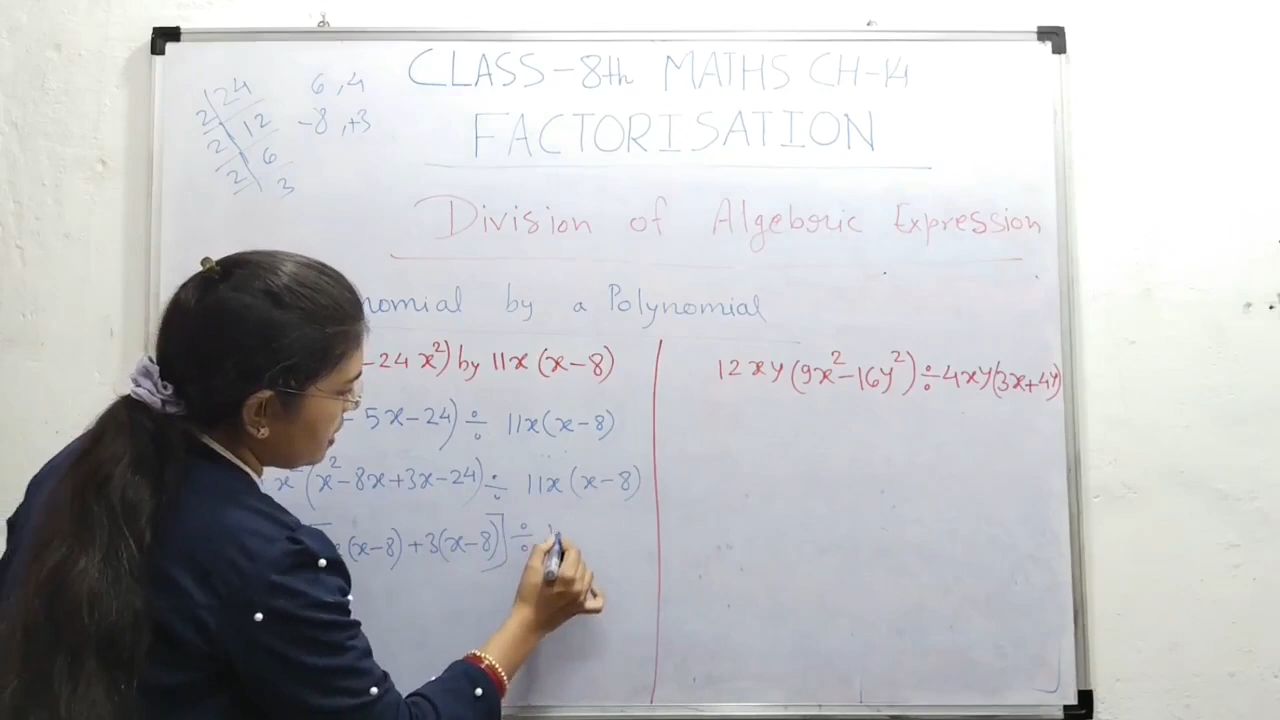 CLASS-8th MATHS CH-14
FACTORISATION
2 24
2 12
2 6
2 3
6, 4
-8, +3
Division of Algebric Expression
by a Polynomial
-24x²) by 11x(x-8)
5x-24) ÷ 11x(x-8)
(x²-8x+3x-24) ÷ 11x(x-8)
(x-8)+3(x-8)] ÷
12xy(9x²-16y²)÷4xy(3x+4y)